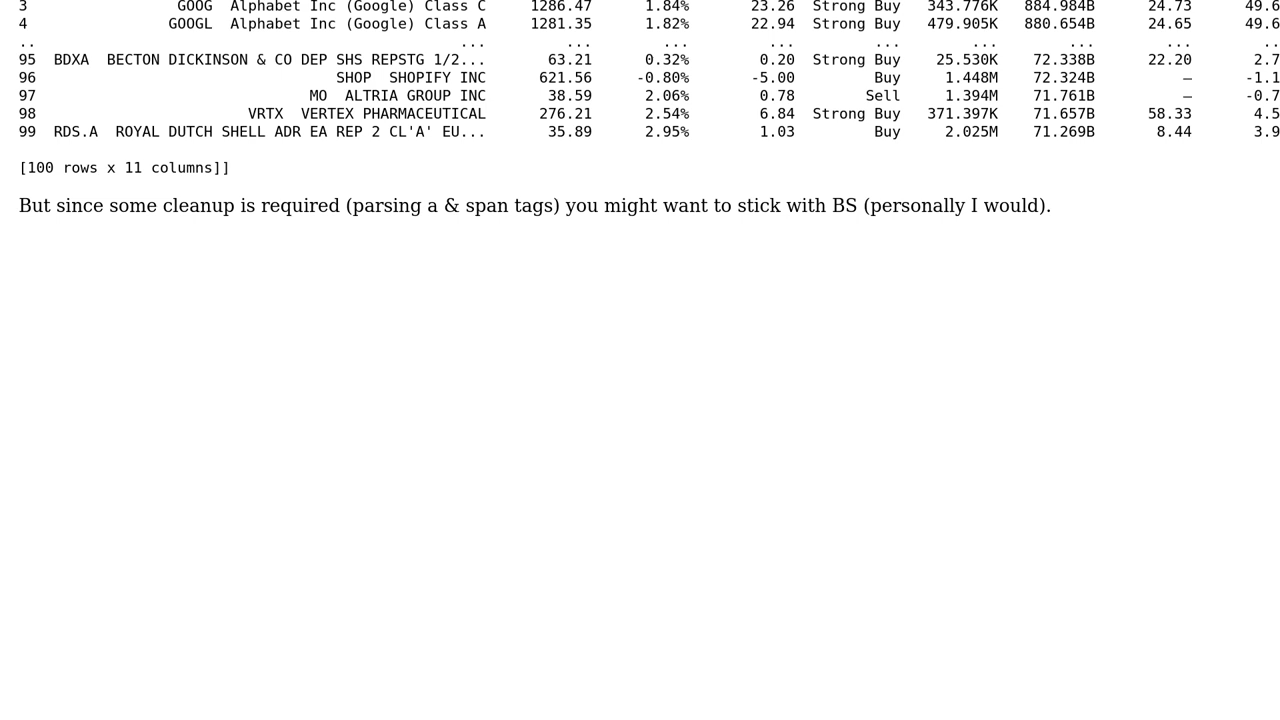 3                 GOOG  Alphabet Inc (Google) Class C     1286.47      1.84%       23.26  Strong Buy   343.776K   884.984B      24.73      49.6
4                GOOGL  Alphabet Inc (Google) Class A     1281.35      1.82%       22.94  Strong Buy   479.905K   880.654B      24.65      49.6
..                                                ...         ...        ...         ...         ...        ...        ...        ...        ..
95  BDXA  BECTON DICKINSON & CO DEP SHS REPSTG 1/2...      63.21      0.32%        0.20  Strong Buy    25.530K    72.338B      22.20       2.7
96                                  SHOP  SHOPIFY INC      621.56     -0.80%       -5.00         Buy     1.448M    72.324B          —      -1.1
97                               MO  ALTRIA GROUP INC       38.59      2.06%        0.78        Sell     1.394M    71.761B          —      -0.7
98                        VRTX  VERTEX PHARMACEUTICAL      276.21      2.54%        6.84  Strong Buy   371.397K    71.657B      58.33       4.5
99  RDS.A  ROYAL DUTCH SHELL ADR EA REP 2 CL'A' EU...       35.89      2.95%        1.03         Buy     2.025M    71.269B       8.44       3.9
[100 rows x 11 columns]]
But since some cleanup is required (parsing a & span tags) you might want to stick with BS (personally I would).